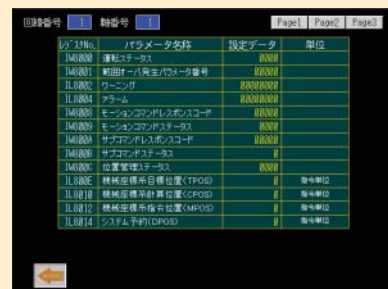 回線番号 1 軸番号 1 Page1 Page2 Page3
ﾚｼﾞｽﾀNo. パラメータ名称 設定データ 単位
IW8000 運転ステータス 0000
IW8001 範囲オーバ発生パラメータ番号 0000
IL8002 ワーニング 00000000
IL8004 アラーム 00000000
IW8008 モーションコマンドレスポンスコード 0000
IW8009 モーションコマンドステータス 0000
IW800A サブコマンドレスポンスコード 0000
IW800B サブコマンドステータス 0
IW800C 位置管理ステータス 0000
IL800E 機械座標系目標位置(TPOS) 0 指令単位
IL8010 機械座標系計算位置(CPOS) 0 指令単位
IL8012 機械座標系指令位置(MPOS) 0 指令単位
IL8014 システム予約(DPOS) 0 指令単位